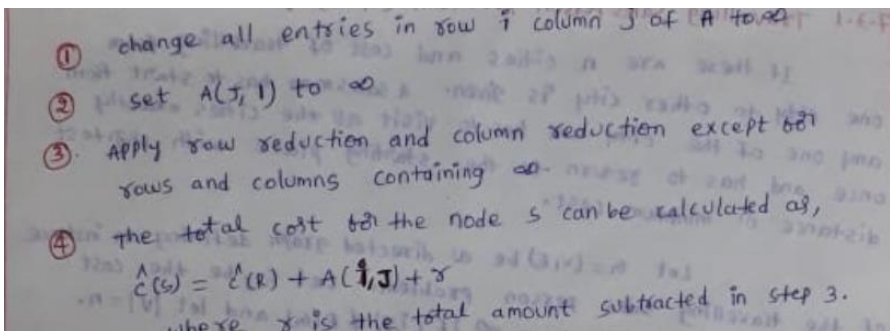 ① change all entries in row i column J of A to ∞
② set A(J, 1) to ∞
③. Apply row reduction and column reduction except for
rows and columns containing ∞.
④ The total cost for the node s can be calculated as,
ĉ(s) = ĉ(R) + A(i,J) + r
where r is the total amount subtracted in step 3.